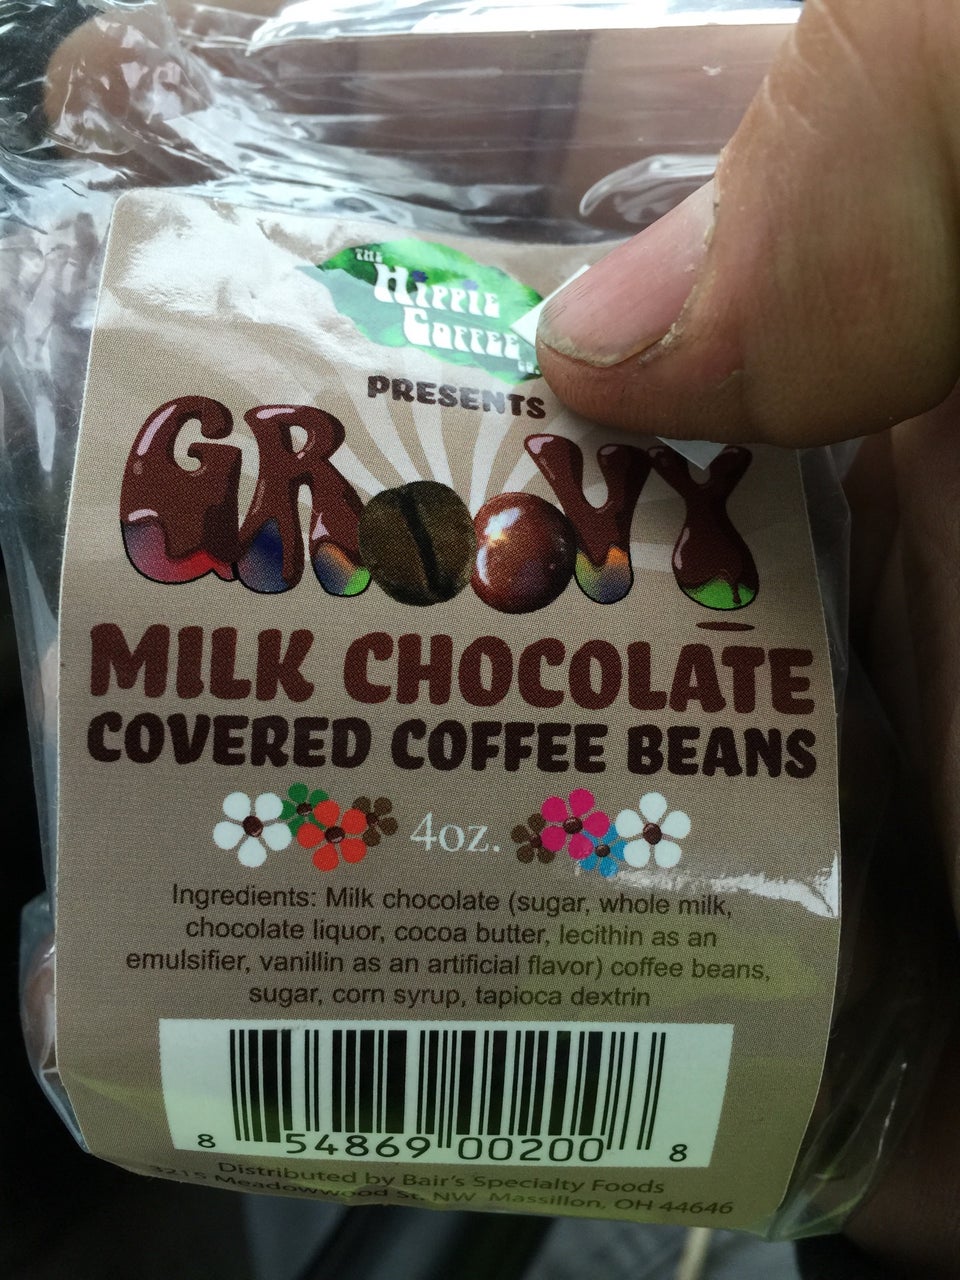 THE
HIPPIE
COFFEE
CO.
PRESENTS
GROOVY
MILK CHOCOLATE
COVERED COFFEE BEANS
4oz.
Ingredients: Milk chocolate (sugar, whole milk,
chocolate liquor, cocoa butter, lecithin as an
emulsifier, vanillin as an artificial flavor) coffee beans,
sugar, corn syrup, tapioca dextrin
8 54869 00200 8
Distributed by Bair's Specialty Foods
3215 Meadowwood St. NW Massillon, OH 44646